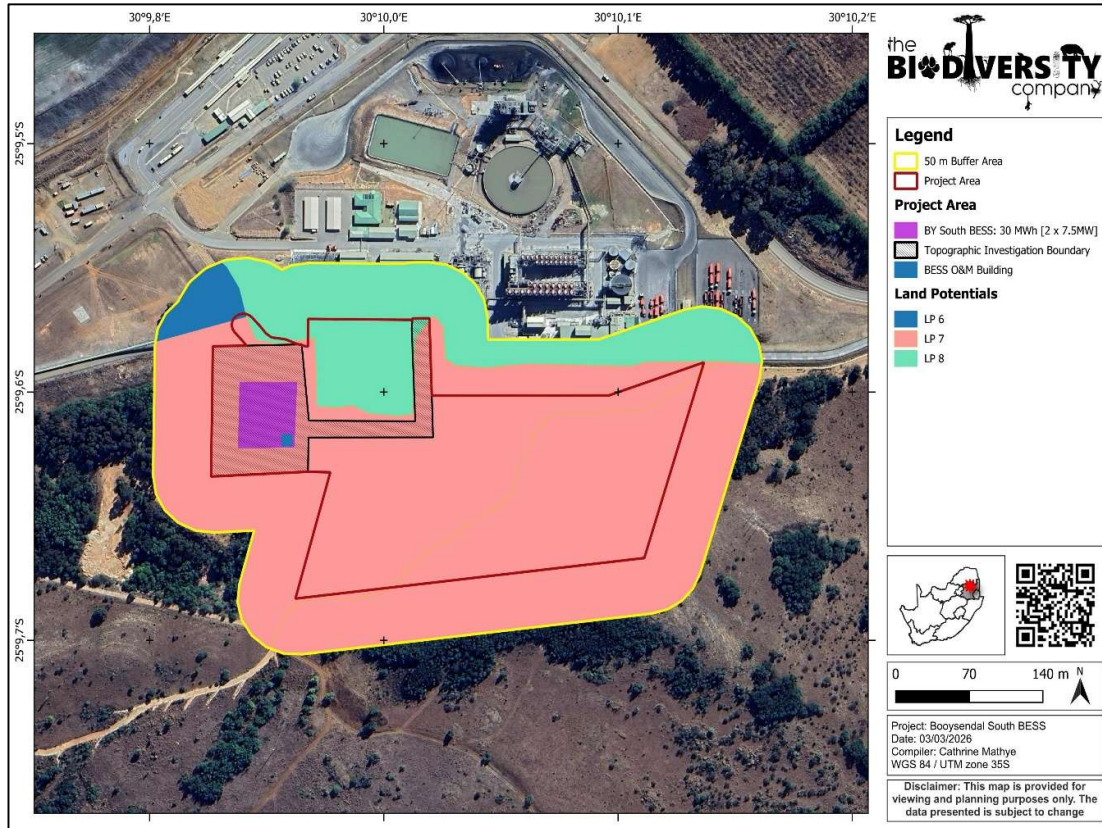 30°9,8'E
30°10,0'E
30°10,1'E
30°10,2'E
25°9,5'S
25°9,6'S
25°9,7'S
the
BIODIVERSITY
company
Legend
50 m Buffer Area
Project Area
Project Area
BY South BESS: 30 MWh [2 x 7.5MW]
Topographic Investigation Boundary
BESS O&M Building
Land Potentials
LP 6
LP 7
LP 8
0 70 140 m N
Project: Booysendal South BESS
Date: 03/03/2026
Compiler: Cathrine Mathye
WGS 84 / UTM zone 35S
Disclaimer: This map is provided for
viewing and planning purposes only. The
data presented is subject to change